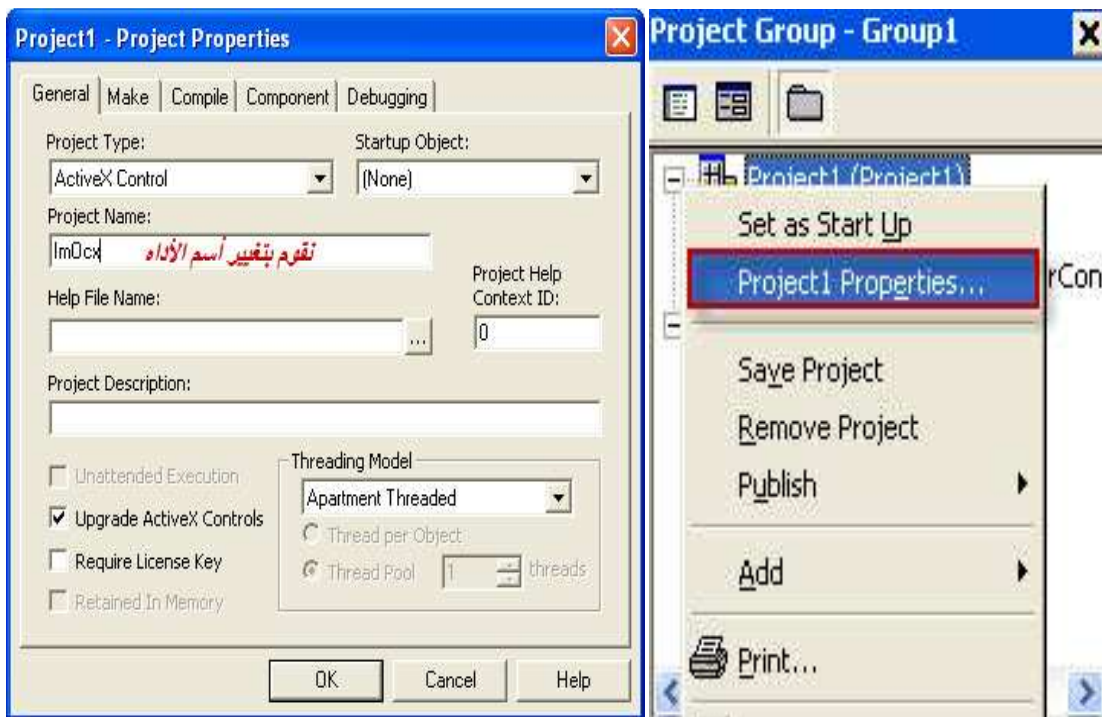 Project1 - Project Properties
General Make Compile Component Debugging
Project Type:
Startup Object:
ActiveX Control
(None)
Project Name:
ImOcx
نقوم بتغيير أسم الأداه
Help File Name:
Project Help
Context ID:
...
0
Project Description:
Unattended Execution
Upgrade ActiveX Controls
Require License Key
Retained In Memory
Threading Model
Apartment Threaded
Thread per Object
Thread Pool 1 threads
OK Cancel Help
Project Group - Group1
Project1 (Project1)
Set as Start Up
Project1 Properties...
rCon
Save Project
Remove Project
Publish
Add
Print...